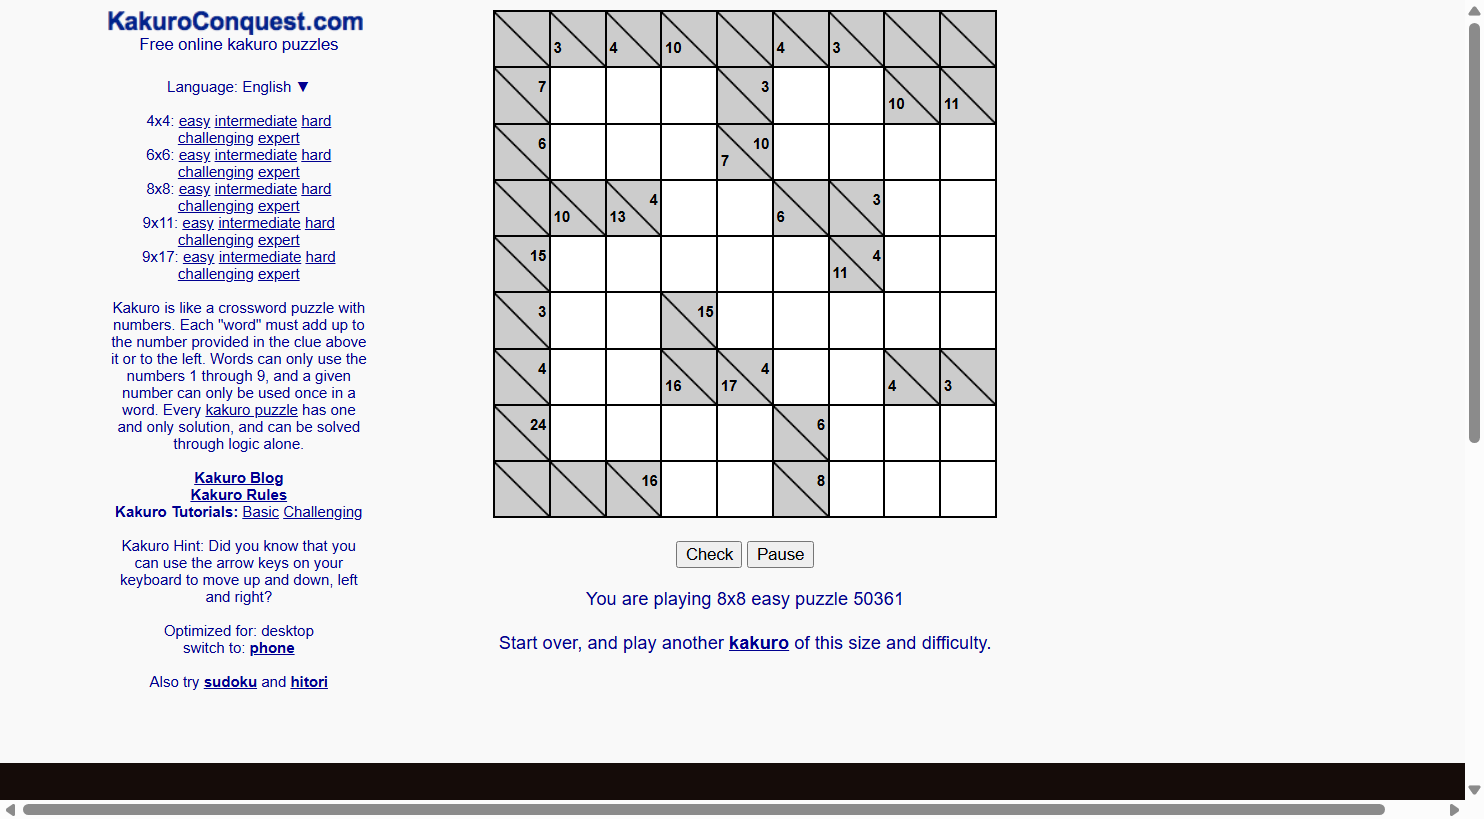 KakuroConquest.com
Free online kakuro puzzles
Language: English ▼
4x4: easy intermediate hard
challenging expert
6x6: easy intermediate hard
challenging expert
8x8: easy intermediate hard
challenging expert
9x11: easy intermediate hard
challenging expert
9x17: easy intermediate hard
challenging expert
Kakuro is like a crossword puzzle with
numbers. Each "word" must add up to
the number provided in the clue above
it or to the left. Words can only use the
numbers 1 through 9, and a given
number can only be used once in a
word. Every kakuro puzzle has one
and only solution, and can be solved
through logic alone.
Kakuro Blog
Kakuro Rules
Kakuro Tutorials: Basic Challenging
Kakuro Hint: Did you know that you
can use the arrow keys on your
keyboard to move up and down, left
and right?
Optimized for: desktop
switch to: phone
Also try sudoku and hitori
3 4 10 4 3
7 3 10 11
6 7 10
10 13 4 6 3
15 11 4
3 15
4 16 17 4 4 3
24 6
16 8
Check Pause
You are playing 8x8 easy puzzle 50361
Start over, and play another kakuro of this size and difficulty.